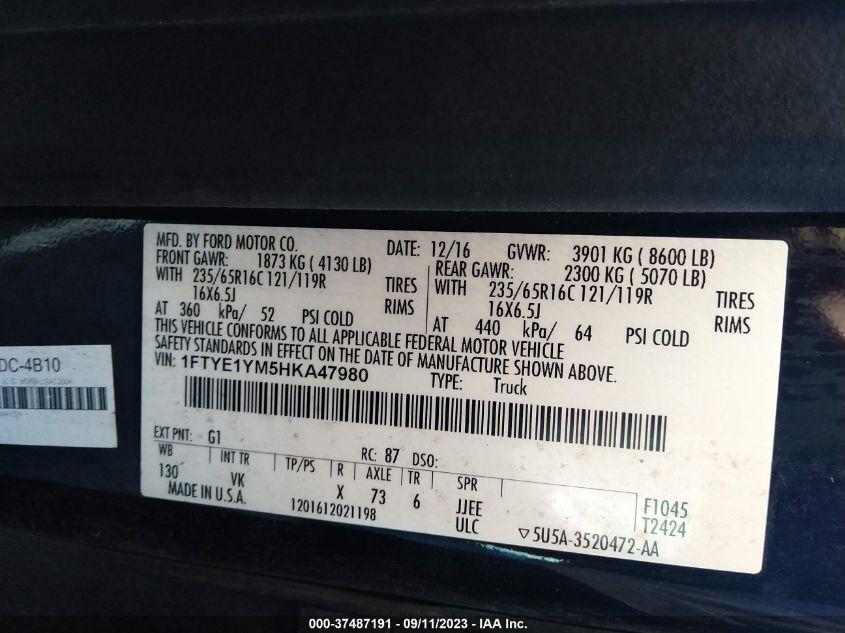 MFD. BY FORD MOTOR CO.
DATE: 12/16 GVWR: 3901 KG ( 8600 LB)
FRONT GAWR: 1873 KG ( 4130 LB)
WITH 235/65R16C 121/119R TIRES
16X6.5J RIMS
AT 360 kPa/ 52 PSI COLD
REAR GAWR: 2300 KG ( 5070 LB)
WITH 235/65R16C 121/119R TIRES
16X6.5J RIMS
AT 440 kPa/ 64 PSI COLD
THIS VEHICLE CONFORMS TO ALL APPLICABLE FEDERAL MOTOR VEHICLE
SAFETY STANDARDS IN EFFECT ON THE DATE OF MANUFACTURE SHOWN ABOVE.
VIN: 1FTYE1YM5HKA47980 TYPE: Truck
EXT PNT: G1 RC: 87 DSO:
WB INT TR TP/PS R AXLE TR SPR
130 VK X 73 6 JJEE F1045
MADE IN U.S.A. 1201612021198 ULC T2424
▽5U5A-3520472-AA
DC-4B10
000-37487191 - 09/11/2023 - © IAA Inc.